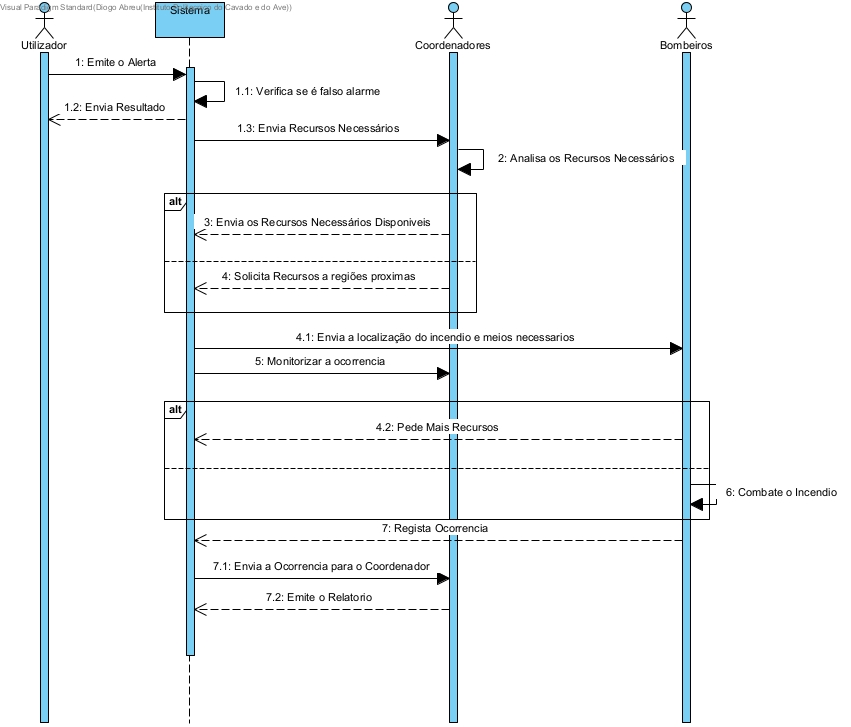 Visual Paradigm Standard(Diogo Abreu(Instituto Politécnico do Cavado e do Ave))
Sistema
Utilizador
Coordenadores
Bombeiros
1: Emite o Alerta
1.1: Verifica se é falso alarme
1.2: Envia Resultado
1.3: Envia Recursos Necessários
2: Analisa os Recursos Necessários
alt
3: Envia os Recursos Necessários Disponiveis
4: Solicita Recursos a regiões proximas
4.1: Envia a localização do incendio e meios necessarios
5: Monitorizar a ocorrencia
alt
4.2: Pede Mais Recursos
6: Combate o Incendio
7: Regista Ocorrencia
7.1: Envia a Ocorrencia para o Coordenador
7.2: Emite o Relatorio